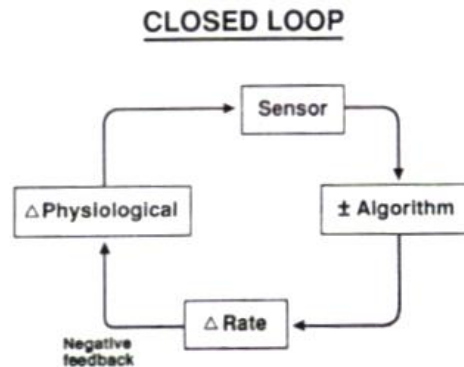 CLOSED LOOP
Sensor
△ Physiological
± Algorithm
△ Rate
Negative
feedback